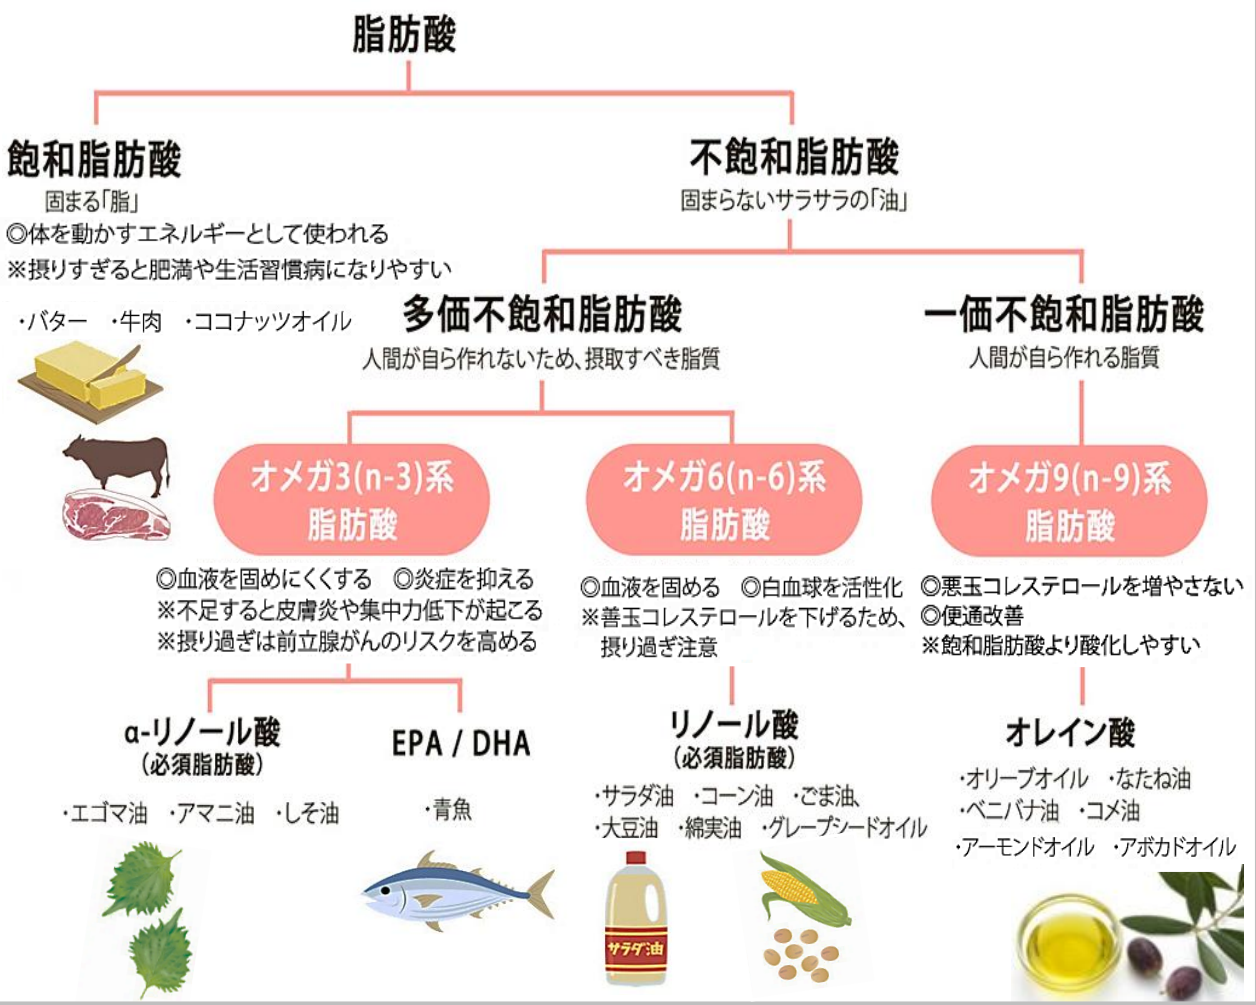 脂肪酸
飽和脂肪酸
固まる「脂」
◎体を動かすエネルギーとして使われる
※摂りすぎると肥満や生活習慣病になりやすい
・バター ・牛肉 ・ココナッツオイル
不飽和脂肪酸
固まらないサラサラの「油」
多価不飽和脂肪酸
人間が自ら作れないため、摂取すべき脂質
一価不飽和脂肪酸
人間が自ら作れる脂質
オメガ3(n-3)系
脂肪酸
◎血液を固めにくくする ◎炎症を抑える
※不足すると皮膚炎や集中力低下が起こる
※摂り過ぎは前立腺がんのリスクを高める
α-リノール酸
(必須脂肪酸)
・エゴマ油 ・アマニ油 ・しそ油
EPA / DHA
・青魚
オメガ6(n-6)系
脂肪酸
◎血液を固める ◎白血球を活性化
※善玉コレステロールを下げるため、
摂り過ぎ注意
リノール酸
(必須脂肪酸)
・サラダ油 ・コーン油 ・ごま油、
・大豆油 ・綿実油 ・グレープシードオイル
サラダ油
オメガ9(n-9)系
脂肪酸
◎悪玉コレステロールを増やさない
◎便通改善
※飽和脂肪酸より酸化しやすい
オレイン酸
・オリーブオイル ・なたね油
・ベニバナ油 ・コメ油
・アーモンドオイル ・アボカドオイル